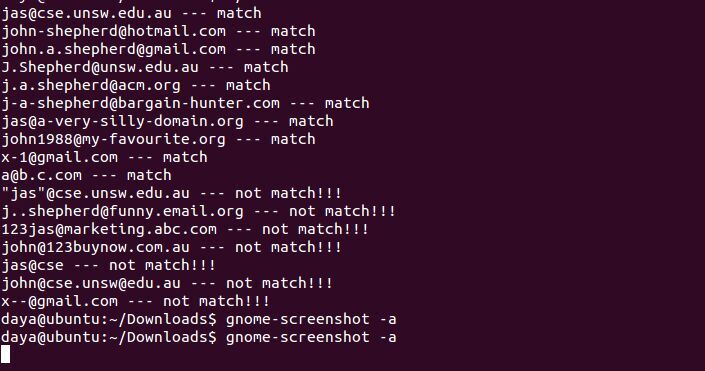 jas@cse.unsw.edu.au --- match
john-shepherd@hotmail.com --- match
john.a.shepherd@gmail.com --- match
J.Shepherd@unsw.edu.au --- match
j.a.shepherd@acm.org --- match
j-a-shepherd@bargain-hunter.com --- match
jas@a-very-silly-domain.org --- match
john1988@my-favourite.org --- match
x-1@gmail.com --- match
a@b.c.com --- match
"jas"@cse.unsw.edu.au --- not match!!!
j..shepherd@funny.email.org --- not match!!!
123jas@marketing.abc.com --- not match!!!
john@123buynow.com.au --- not match!!!
jas@cse --- not match!!!
john@cse.unsw@edu.au --- not match!!!
x--@gmail.com --- not match!!!
daya@ubuntu:~/Downloads$ gnome-screenshot -a
daya@ubuntu:~/Downloads$ gnome-screenshot -a